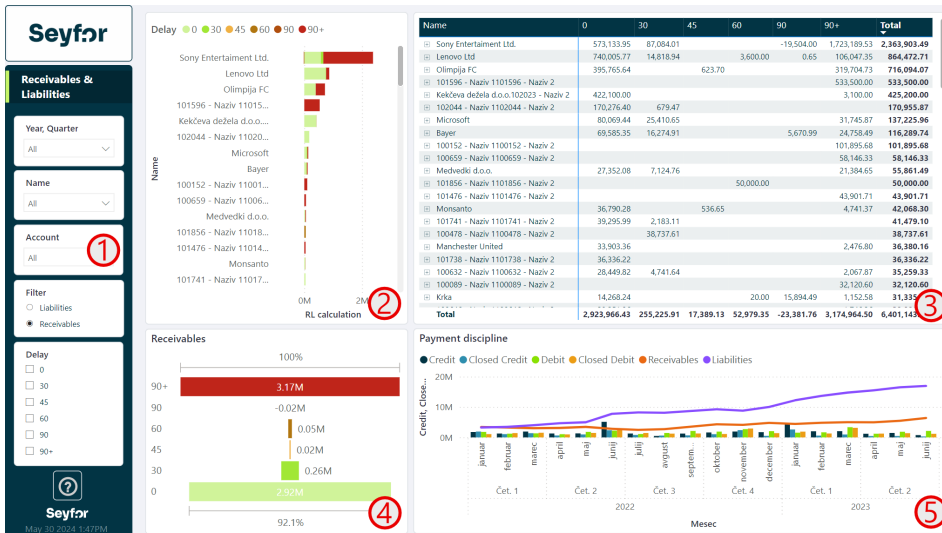 Seyfor
Receivables &
Liabilities
Year, Quarter
All
Name
All
Account
All
1
Filter
Liabilities
Receivables
Delay
0
30
45
60
90
90+
Seyfor
May 30 2024 1:47PM
Delay 0 30 45 60 90 90+
Name
Sony Entertaiment Ltd.
Lenovo Ltd
Olimpija FC
101596 - Naziv 11015...
Kekčeva dežela d.o.o....
102044 - Naziv 11020...
Microsoft
Bayer
100152 - Naziv 11001...
100659 - Naziv 11006...
Medvedki d.o.o.
101856 - Naziv 11018...
101476 - Naziv 11014...
Monsanto
101741 - Naziv 11017...
0M 2M
RL calculation
2
Name 0 30 45 60 90 90+ Total
Sony Entertaiment Ltd. 573,133.95 87,084.01 -19,504.00 1,723,189.53 2,363,903.49
Lenovo Ltd 740,005.77 14,818.94 3,600.00 0.65 106,047.35 864,472.71
Olimpija FC 395,765.64 623.70 319,704.73 716,094.07
101596 - Naziv 1101596 - Naziv 2 533,500.00 533,500.00
Kekčeva dežela d.o.o.102023 - Naziv 2 422,100.00 3,100.00 425,200.00
102044 - Naziv 1102044 - Naziv 2 170,276.40 679.47 170,955.87
Microsoft 80,069.44 25,410.65 31,745.87 137,225.96
Bayer 69,585.35 16,274.91 5,670.99 24,758.49 116,289.74
100152 - Naziv 1100152 - Naziv 2 101,895.68 101,895.68
100659 - Naziv 1100659 - Naziv 2 58,146.33 58,146.33
Medvedki d.o.o. 27,352.08 7,124.76 21,384.65 55,861.49
101856 - Naziv 1101856 - Naziv 2 50,000.00 50,000.00
101476 - Naziv 1101476 - Naziv 2 43,901.71 43,901.71
Monsanto 36,790.28 536.65 4,741.37 42,068.30
101741 - Naziv 1101741 - Naziv 2 39,295.99 2,183.11 41,479.10
100478 - Naziv 1100478 - Naziv 2 38,737.61 38,737.61
Manchester United 33,903.36 2,476.80 36,380.16
101738 - Naziv 1101738 - Naziv 2 36,336.22 36,336.22
100632 - Naziv 1100632 - Naziv 2 28,449.82 4,741.64 2,067.87 35,259.33
100089 - Naziv 1100089 - Naziv 2 32,120.60 32,120.60
Krka 14,268.24 20.00 15,894.49 1,152.58
Total 2,923,966.43 255,225.91 17,389.13 52,979.35 -23,381.76 3,174,964.50
3
Receivables
100%
90+ 3.17M
90 -0.02M
60 0.05M
45 0.02M
30 0.26M
0 2.92M
92.1%
4
Payment discipline
Credit Closed Credit Debit Closed Debit Receivables Liabilities
Credit, Close...
20M
10M
0M
januar februar marec april maj junij julij avgust septem... oktober november december januar februar marec april maj junij
Čet. 1 Čet. 2 Čet. 3 Čet. 4 Čet. 1 Čet. 2
2022 2023
Mesec
5